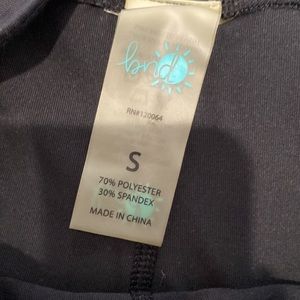 bnd
RN#120064
S
70% POLYESTER
30% SPANDEX
MADE IN CHINA